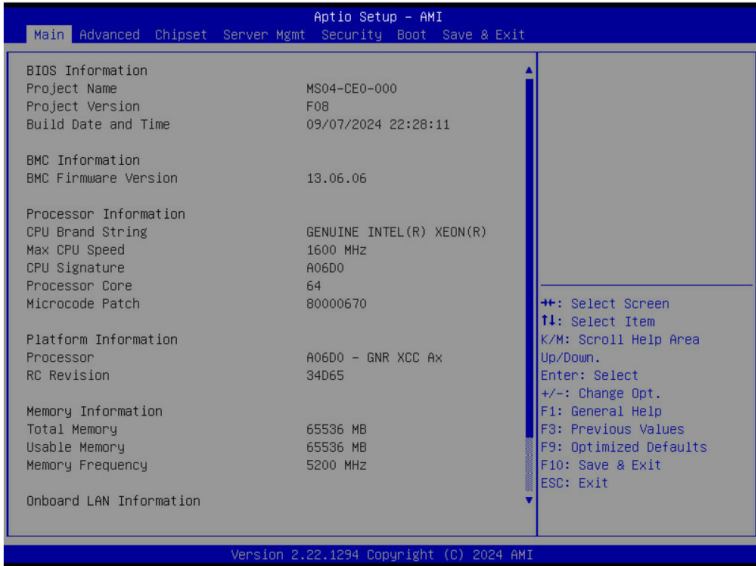 Aptio Setup - AMI
Main Advanced Chipset Server Mgmt Security Boot Save & Exit
BIOS Information
Project Name MS04-CE0-000
Project Version F08
Build Date and Time 09/07/2024 22:28:11
BMC Information
BMC Firmware Version 13.06.06
Processor Information
CPU Brand String GENUINE INTEL(R) XEON(R)
Max CPU Speed 1600 MHz
CPU Signature A06D0
Processor Core 64
Microcode Patch 80000670
Platform Information
Processor A06D0 - GNR XCC Ax
RC Revision 34D65
Memory Information
Total Memory 65536 MB
Usable Memory 65536 MB
Memory Frequency 5200 MHz
Onboard LAN Information
→←: Select Screen
↑↓: Select Item
K/M: Scroll Help Area
Up/Down.
Enter: Select
+/-: Change Opt.
F1: General Help
F3: Previous Values
F9: Optimized Defaults
F10: Save & Exit
ESC: Exit
Version 2.22.1294 Copyright (C) 2024 AMI